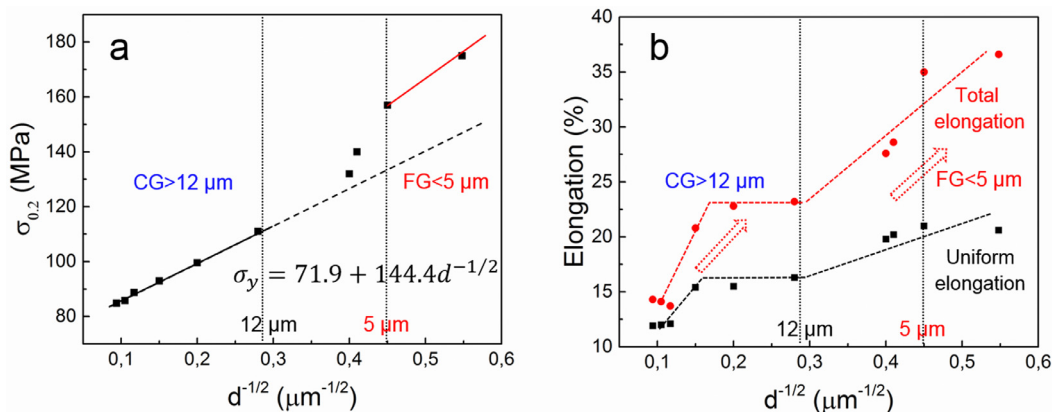 a
180
160
140
120
100
80
σ0.2 (MPa)
CG>12 µm
FG<5 µm
σy = 71.9 + 144.4d−1/2
12 µm
5 µm
0,1 0,2 0,3 0,4 0,5 0,6
d-1/2 (µm-1/2)
b
40
35
30
25
20
15
10
Elongation (%)
Total
elongation
CG>12 µm
FG<5 µm
Uniform
elongation
12 µm
5 µm
0,1 0,2 0,3 0,4 0,5 0,6
d-1/2 (µm-1/2)